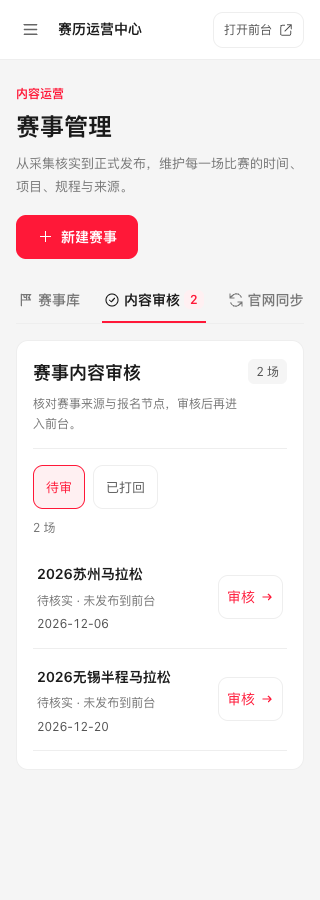 赛历运营中心
打开前台
内容运营
赛事管理
从采集核实到正式发布，维护每一场比赛的时间、
项目、规程与来源。
新建赛事
赛事库
内容审核 2
官网同步
赛事内容审核
2 场
核对赛事来源与报名节点，审核后再进
入前台。
待审
已打回
2 场
2026苏州马拉松
待核实 · 未发布到前台
2026-12-06
审核 →
2026无锡半程马拉松
待核实 · 未发布到前台
2026-12-20
审核 →